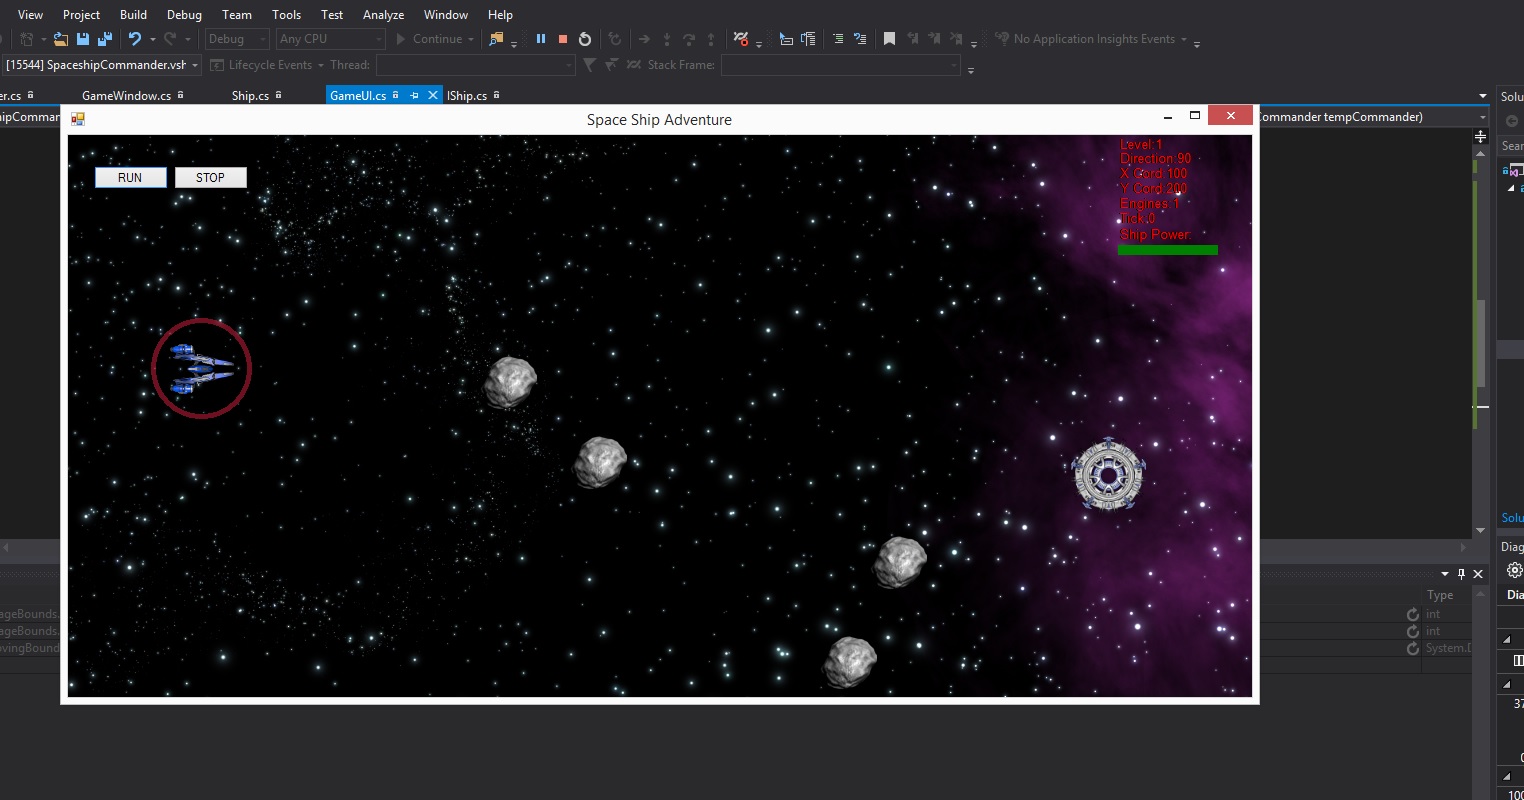 View Project Build Debug Team Tools Test Analyze Window Help
Debug Any CPU Continue No Application Insights Events
[15544] SpaceshipCommander.vsh Lifecycle Events Thread: Stack Frame:
er.cs GameWindow.cs Ship.cs GameUI.cs IShip.cs Solu
hipComman Space Ship Adventure Commander tempCommander)
Sear
RUN STOP
Level:1
Direction:90
X Cord:100
Y Cord:200
Engines:1
Tick:0
Ship Power:
Solu
Diag
Dia
Type
ageBounds. int
ageBounds. int
ovingBound System.D
37
0
100